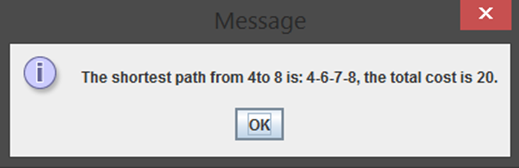 Message
x
i
The shortest path from 4to 8 is: 4-6-7-8, the total cost is 20.
OK